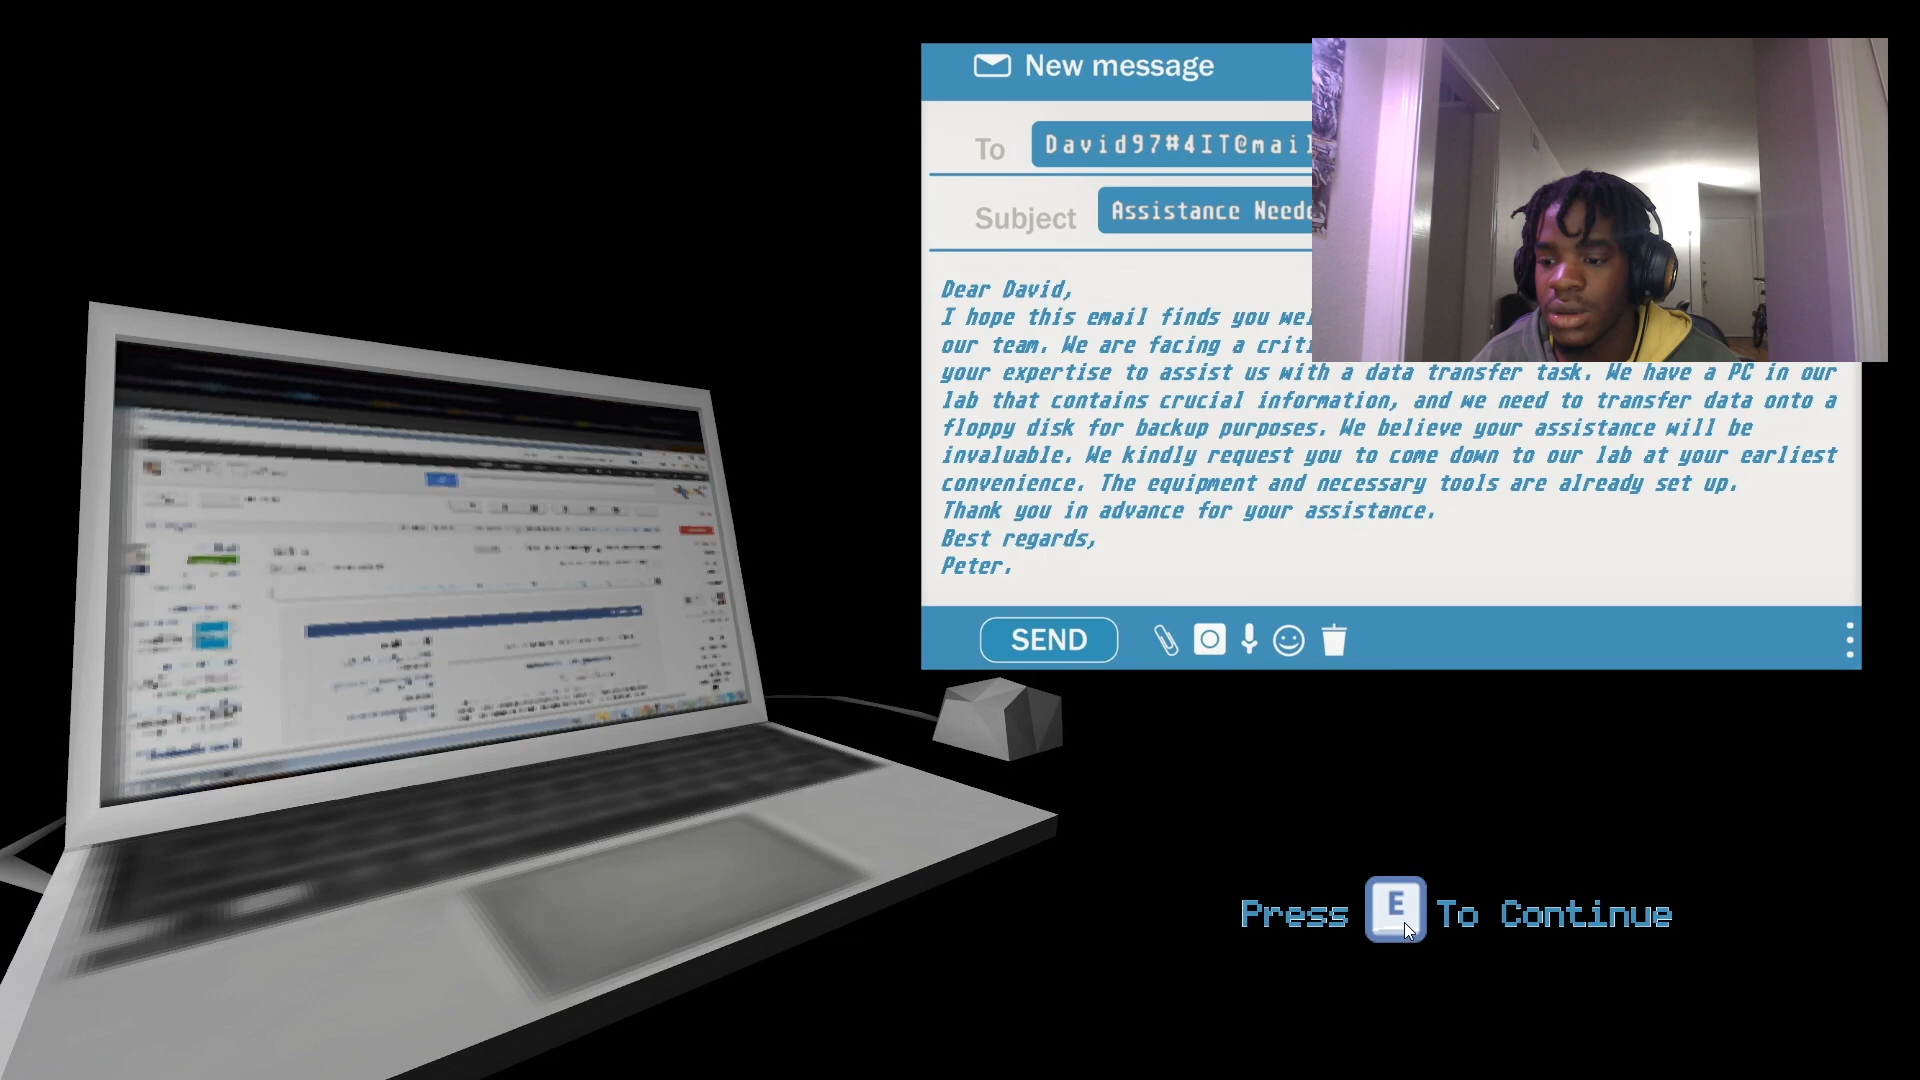 New message
To David97#4IT@mail
Subject Assistance Neede
Dear David,
I hope this email finds you wel
our team. We are facing a criti
your expertise to assist us with a data transfer task. We have a PC in our
lab that contains crucial information, and we need to transfer data onto a
floppy disk for backup purposes. We believe your assistance will be
invaluable. We kindly request you to come down to our lab at your earliest
convenience. The equipment and necessary tools are already set up.
Thank you in advance for your assistance.
Best regards,
Peter.
SEND
Press E To Continue